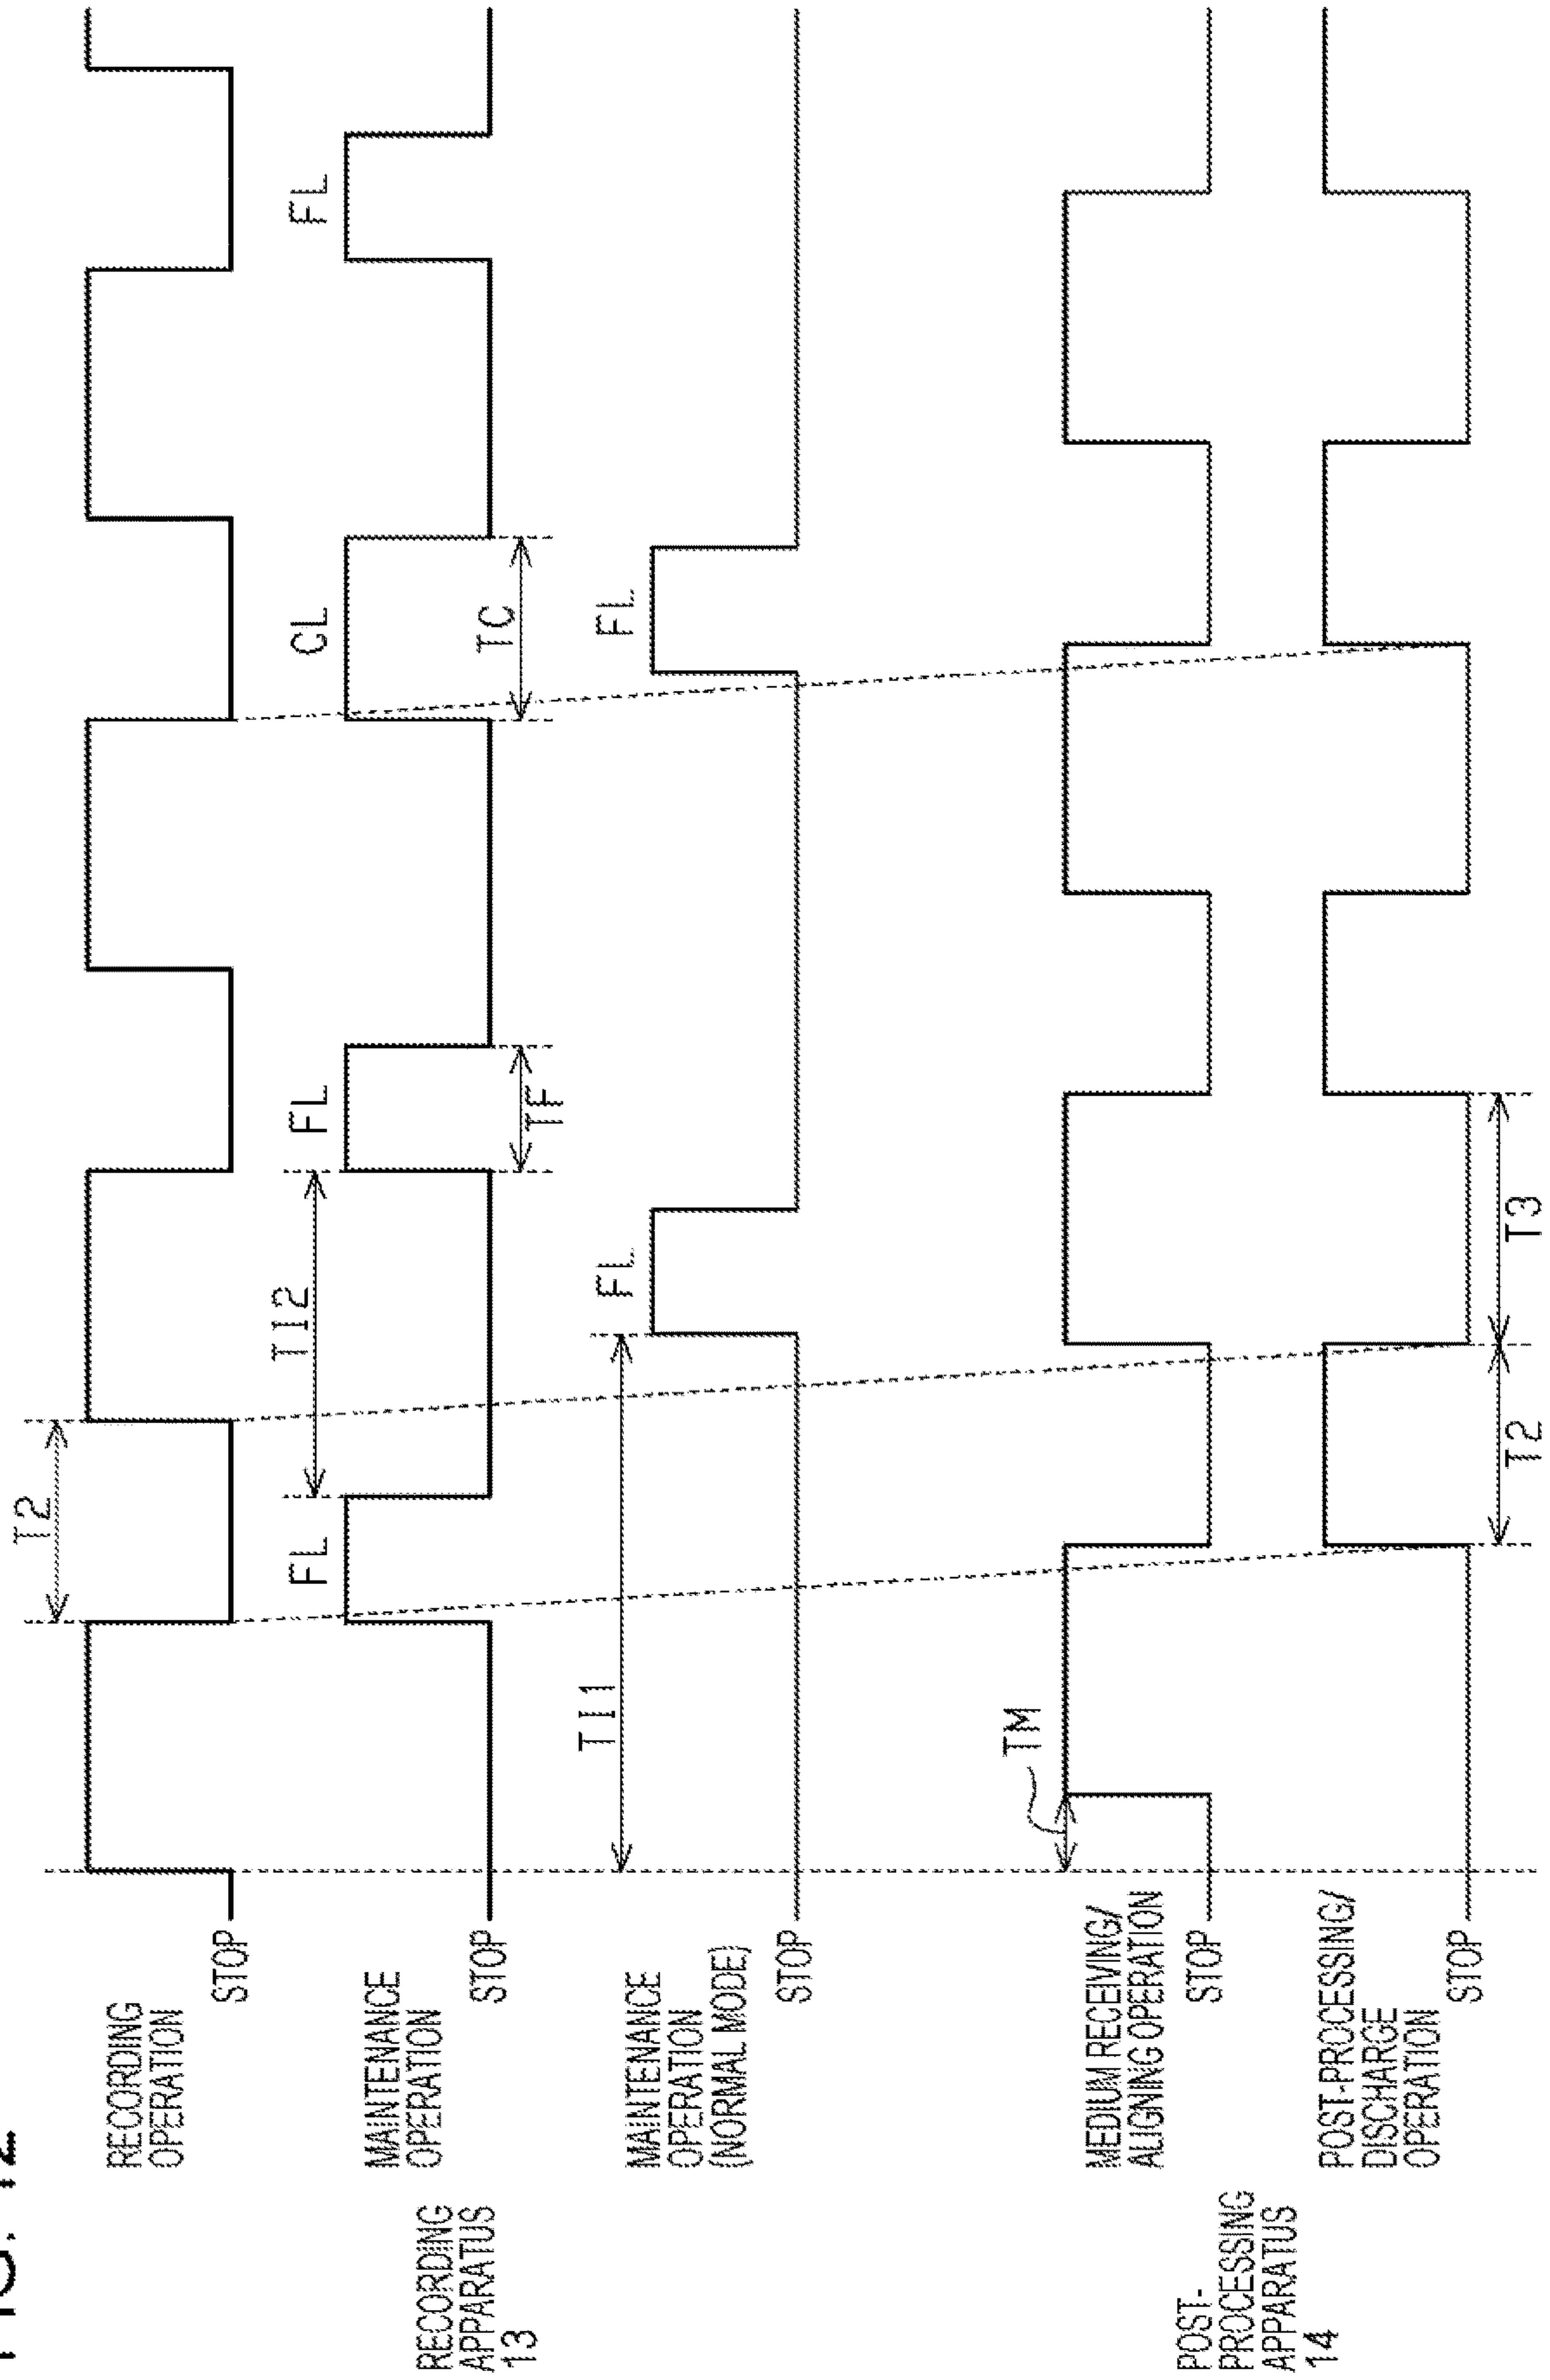 FIG. 12
RECORDING
APPARATUS
13
RECORDING
OPERATION
STOP
T2
MAINTENANCE
OPERATION
STOP
FL
TI2
FL
TF
CL
TC
FL
MAINTENANCE
OPERATION
(NORMAL MODE)
STOP
TI1
FL
FL
POST-
PROCESSING
APPARATUS
14
MEDIUM RECEIVING/
ALIGNING OPERATION
STOP
TM
POST-PROCESSING/
DISCHARGE
OPERATION
STOP
T2
T3